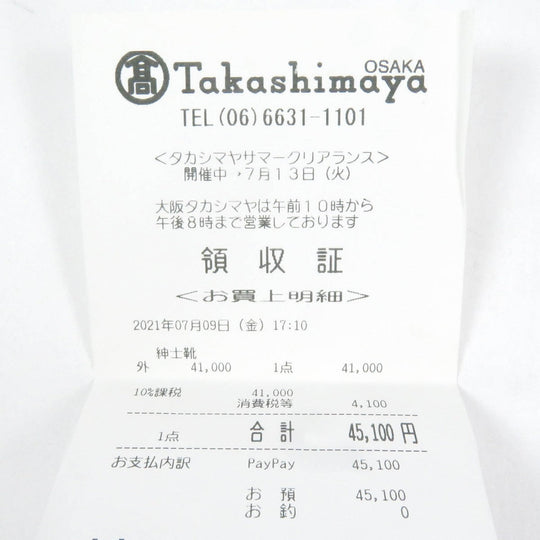 髙 Takashimaya OSAKA
TEL(06)6631-1101
<タカシマヤサマークリアランス>
開催中→7月13日(火)
大阪タカシマヤは午前10時から
午後8時まで営業しております
領 収 証
<お買上明細>
2021年07月09日(金) 17:10
紳士靴
外 41,000 1点 41,000
10%課税 41,000
消費税等 4,100
1点 合 計 45,100円
お支払内訳 PayPay 45,100
お 預 45,100
お 釣 0